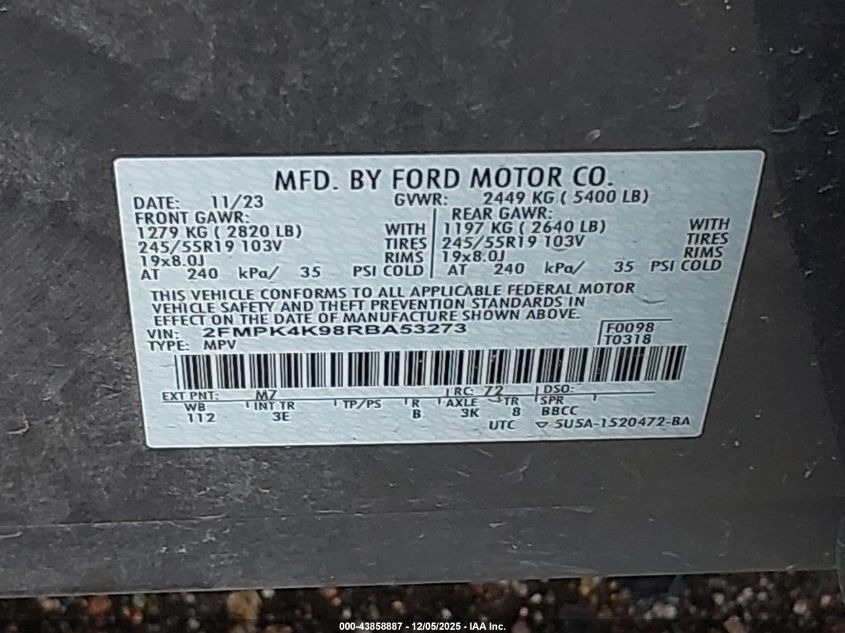 MFD. BY FORD MOTOR CO.
DATE: 11/23 GVWR: 2449 KG ( 5400 LB)
FRONT GAWR: REAR GAWR:
1279 KG ( 2820 LB) WITH 1197 KG ( 2640 LB) WITH
245/55R19 103V TIRES 245/55R19 103V TIRES
19x8.0J RIMS 19x8.0J RIMS
AT 240 kPa/ 35 PSI COLD AT 240 kPa/ 35 PSI COLD
THIS VEHICLE CONFORMS TO ALL APPLICABLE FEDERAL MOTOR
VEHICLE SAFETY AND THEFT PREVENTION STANDARDS IN
EFFECT ON THE DATE OF MANUFACTURE SHOWN ABOVE.
VIN: 2FMPK4K98RBA53273 F0098
TYPE: MPV T0318
EXT PNT: M7 RC: 72 DSO:
WB INT TR TP/PS R AXLE TR SPR
112 3E B 3K 8 BBCC
UTC ▽ 5U5A-1520472-BA
000-43858887 - 12/05/2025 - IAA Inc.